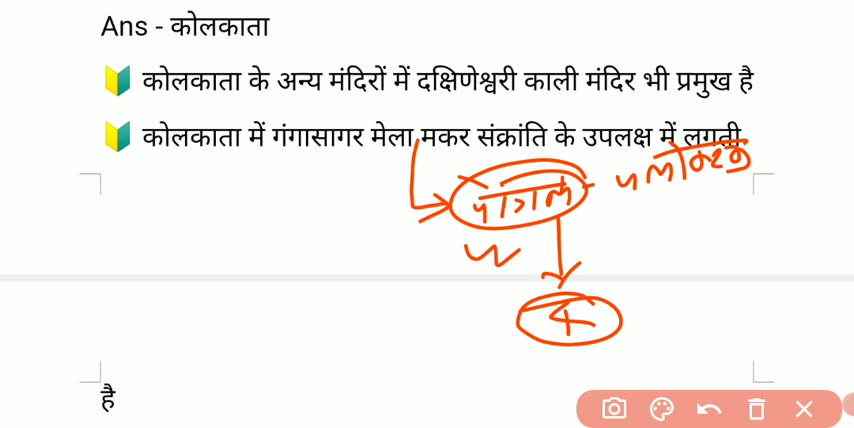 Ans - कोलकाता
कोलकाता के अन्य मंदिरों में दक्षिणेश्वरी काली मंदिर भी प्रमुख है
कोलकाता में गंगासागर मेला मकर संक्रांति के उपलक्ष में लगती
है